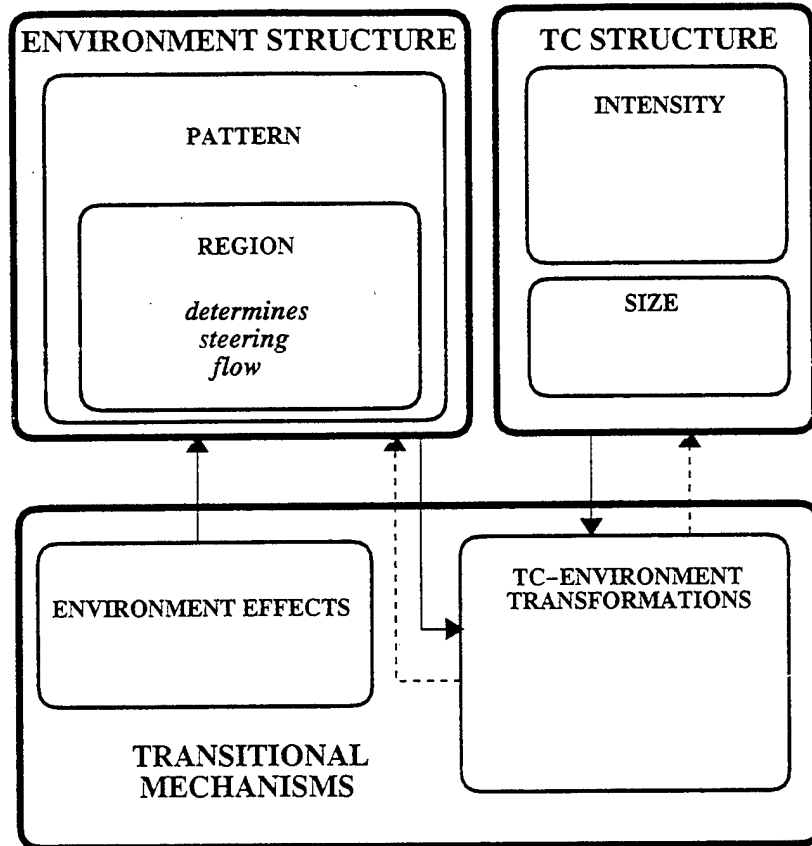 ENVIRONMENT STRUCTURE
PATTERN
REGION
determines
steering
flow
TC STRUCTURE
INTENSITY
SIZE
ENVIRONMENT EFFECTS
TC-ENVIRONMENT
TRANSFORMATIONS
TRANSITIONAL
MECHANISMS